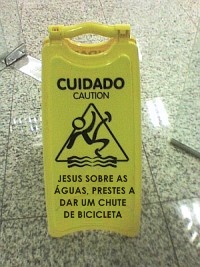 CUIDADO
CAUTION
JESUS SOBRE AS
ÁGUAS, PRESTES A
DAR UM CHUTE
DE BICICLETA